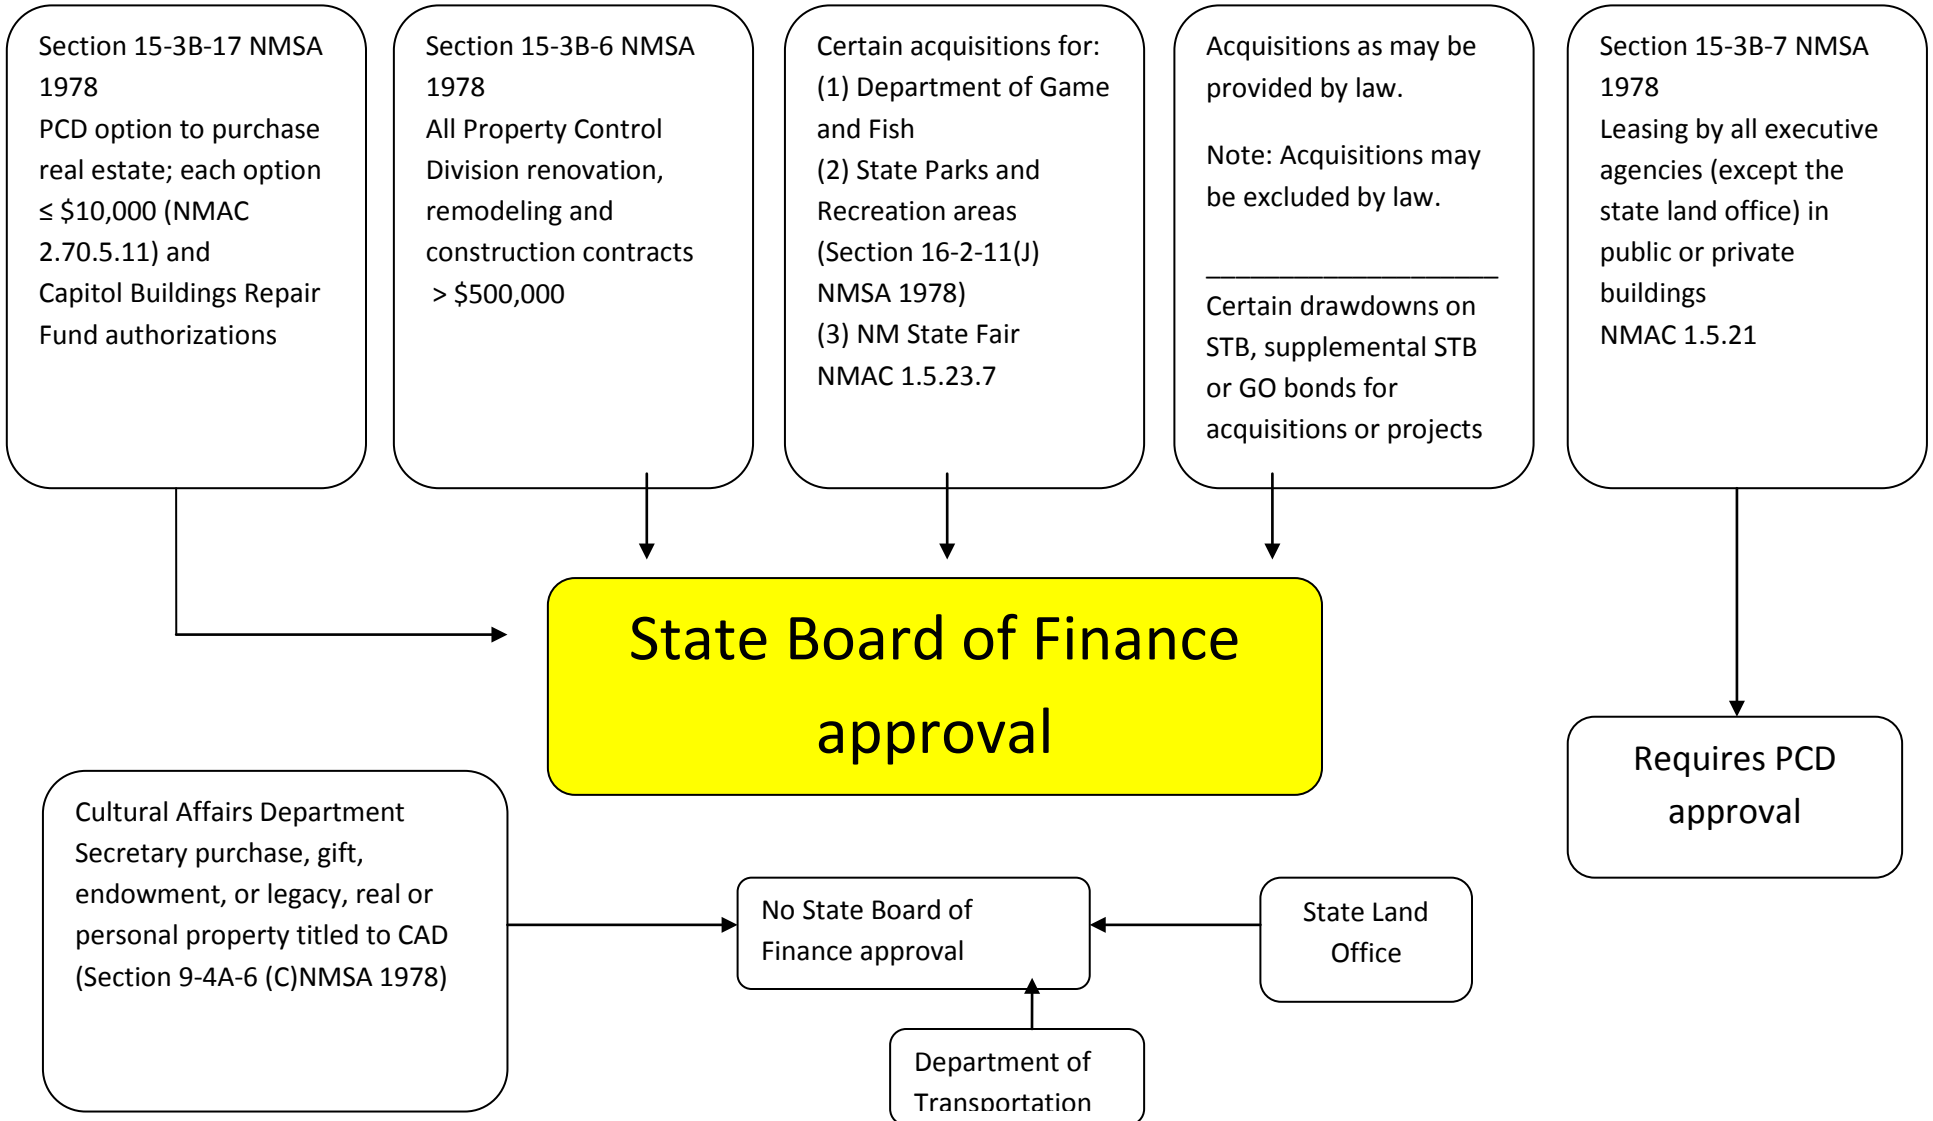 Section 15-3B-17 NMSA
1978
PCD option to purchase
real estate; each option
≤ $10,000 (NMAC
2.70.5.11) and
Capitol Buildings Repair
Fund authorizations
Section 15-3B-6 NMSA
1978
All Property Control
Division renovation,
remodeling and
construction contracts
> $500,000
Certain acquisitions for:
(1) Department of Game
and Fish
(2) State Parks and
Recreation areas
(Section 16-2-11(J)
NMSA 1978)
(3) NM State Fair
NMAC 1.5.23.7
Acquisitions as may be
provided by law.
Note: Acquisitions may
be excluded by law.
Certain drawdowns on
STB, supplemental STB
or GO bonds for
acquisitions or projects
Section 15-3B-7 NMSA
1978
Leasing by all executive
agencies (except the
state land office) in
public or private
buildings
NMAC 1.5.21
State Board of Finance
approval
Requires PCD
approval
Cultural Affairs Department
Secretary purchase, gift,
endowment, or legacy, real or
personal property titled to CAD
(Section 9-4A-6 (C)NMSA 1978)
No State Board of
Finance approval
State Land
Office
Department of
Transportation